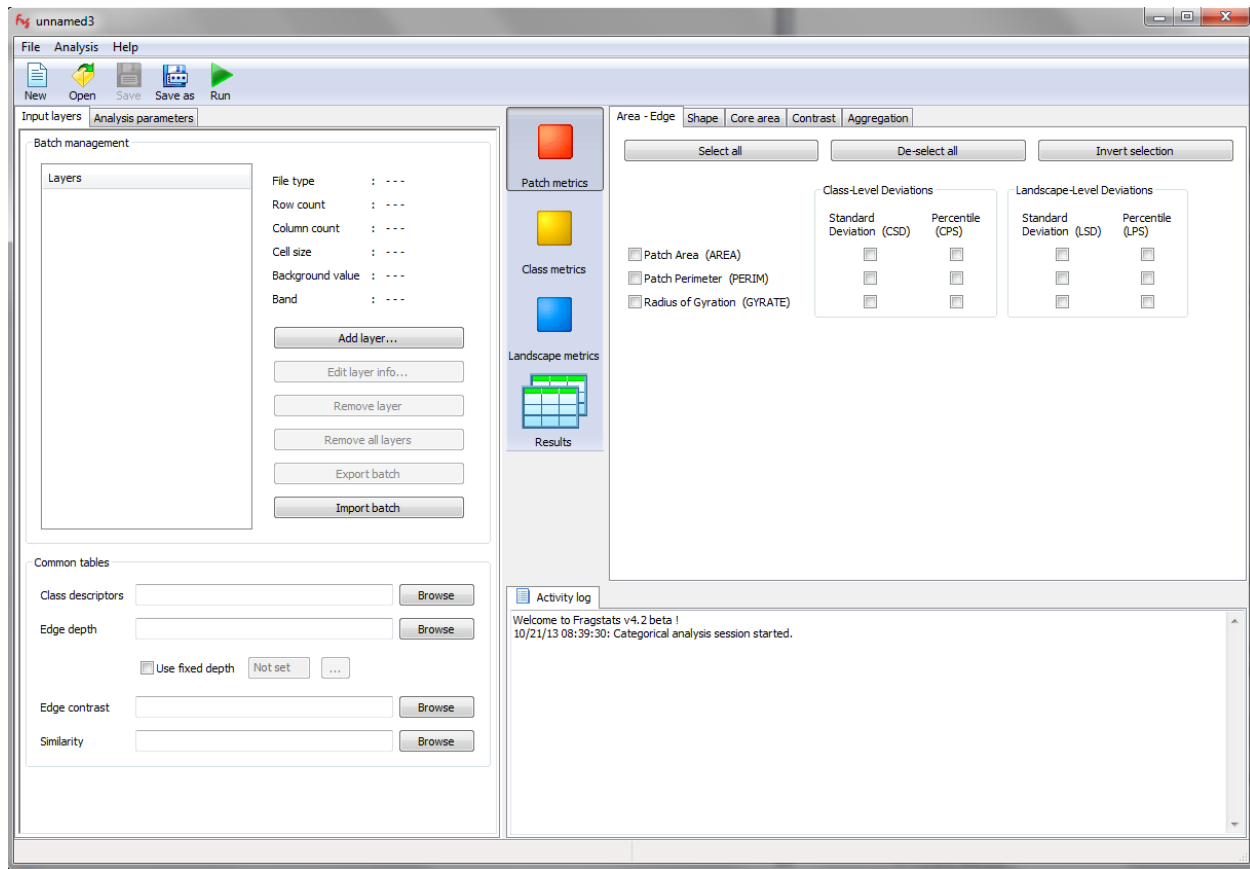 unnamed3
File Analysis Help
New Open Save Save as Run
Input layers Analysis parameters
Batch management
Layers
File type : ---
Row count : ---
Column count : ---
Cell size : ---
Background value : ---
Band : ---
Add layer...
Edit layer info...
Remove layer
Remove all layers
Export batch
Import batch
Common tables
Class descriptors Browse
Edge depth Browse
Use fixed depth Not set ...
Edge contrast Browse
Similarity Browse
Patch metrics
Class metrics
Landscape metrics
Results
Area - Edge Shape Core area Contrast Aggregation
Select all De-select all Invert selection
Class-Level Deviations Landscape-Level Deviations
Standard Percentile Standard Percentile
Deviation (CSD) (CPS) Deviation (LSD) (LPS)
Patch Area (AREA)
Patch Perimeter (PERIM)
Radius of Gyration (GYRATE)
Activity log
Welcome to Fragstats v4.2 beta !
10/21/13 08:39:30: Categorical analysis session started.